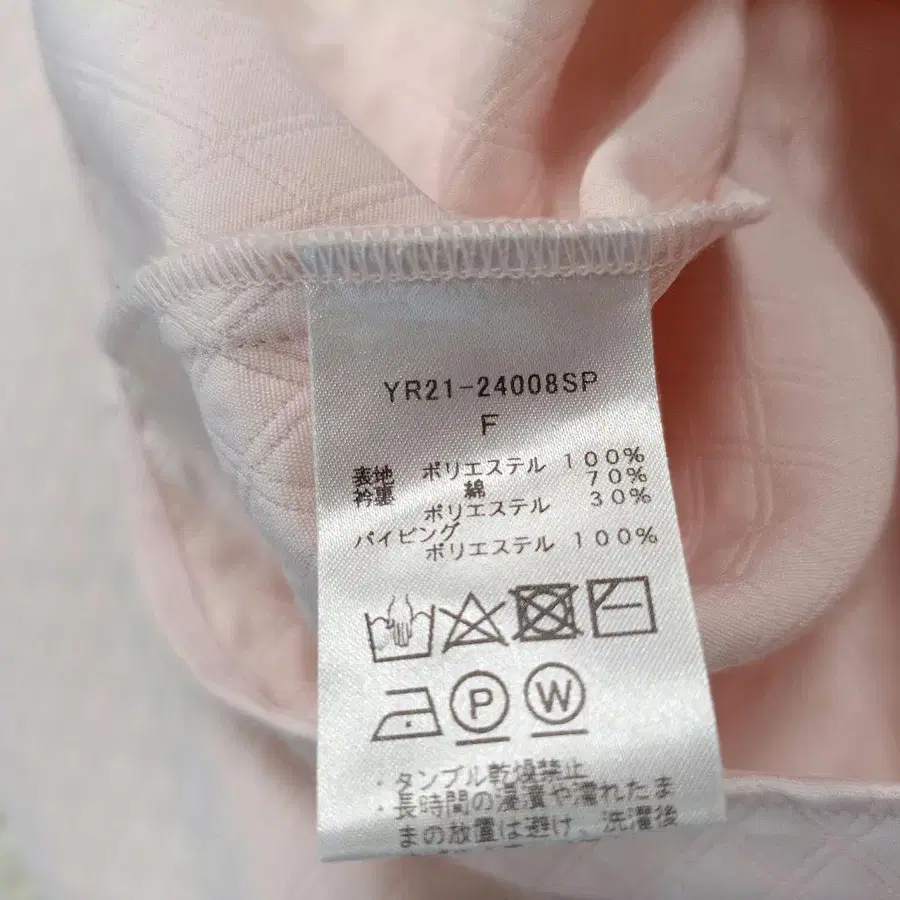 YR21-24008SP
F
表地 ポリエステル 100%
衿裏 綿 70%
ポリエステル 30%
パイピング
ポリエステル 100%
P W
・タンブル乾燥禁止
・長時間の浸漬や濡れたま
まの放置は避け、洗濯後